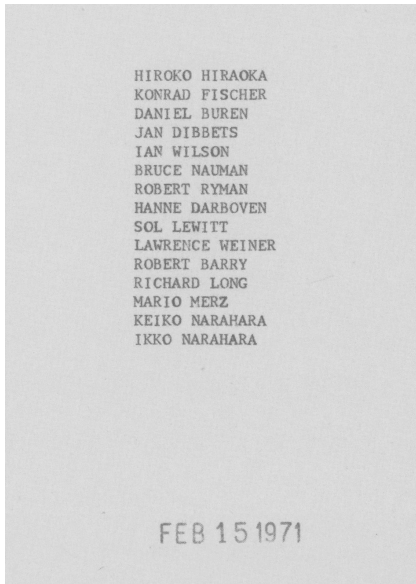 HIROKO HIRAOKA
KONRAD FISCHER
DANIEL BUREN
JAN DIBBETS
IAN WILSON
BRUCE NAUMAN
ROBERT RYMAN
HANNE DARBOVEN
SOL LEWITT
LAWRENCE WEINER
ROBERT BARRY
RICHARD LONG
MARIO MERZ
KEIKO NARAHARA
IKKO NARAHARA
FEB 15 1971